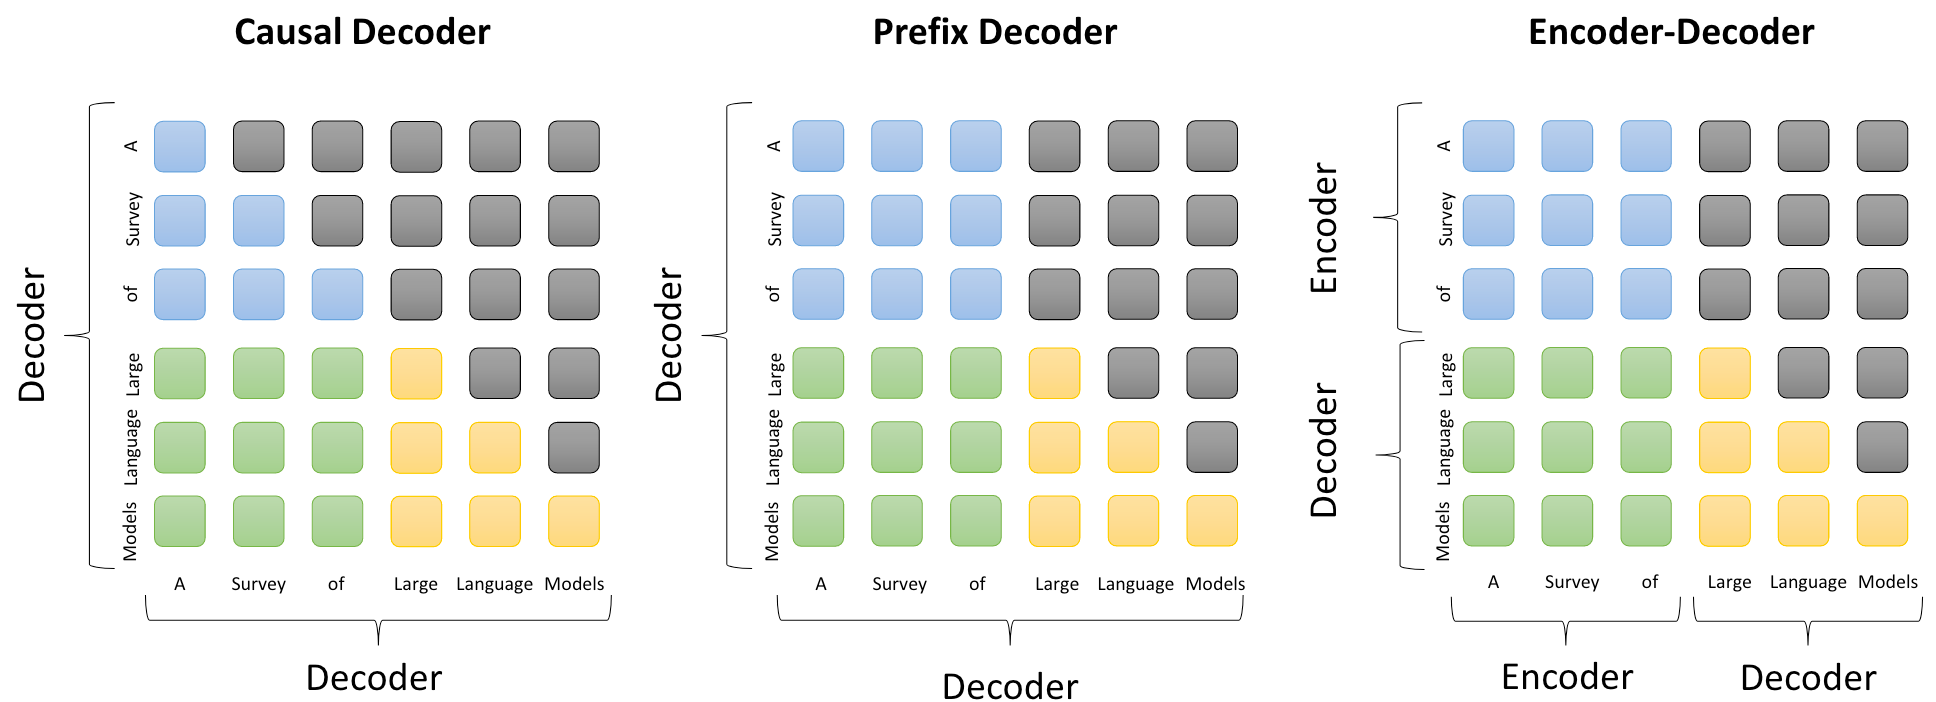 Causal Decoder
Prefix Decoder
Encoder-Decoder
Decoder
A
Survey
of
Large
Language
Models
A Survey of Large Language Models
Decoder
Decoder
A
Survey
of
Large
Language
Models
A Survey of Large Language Models
Decoder
Encoder
Decoder
A
Survey
of
Large
Language
Models
A Survey of Large Language Models
Encoder
Decoder